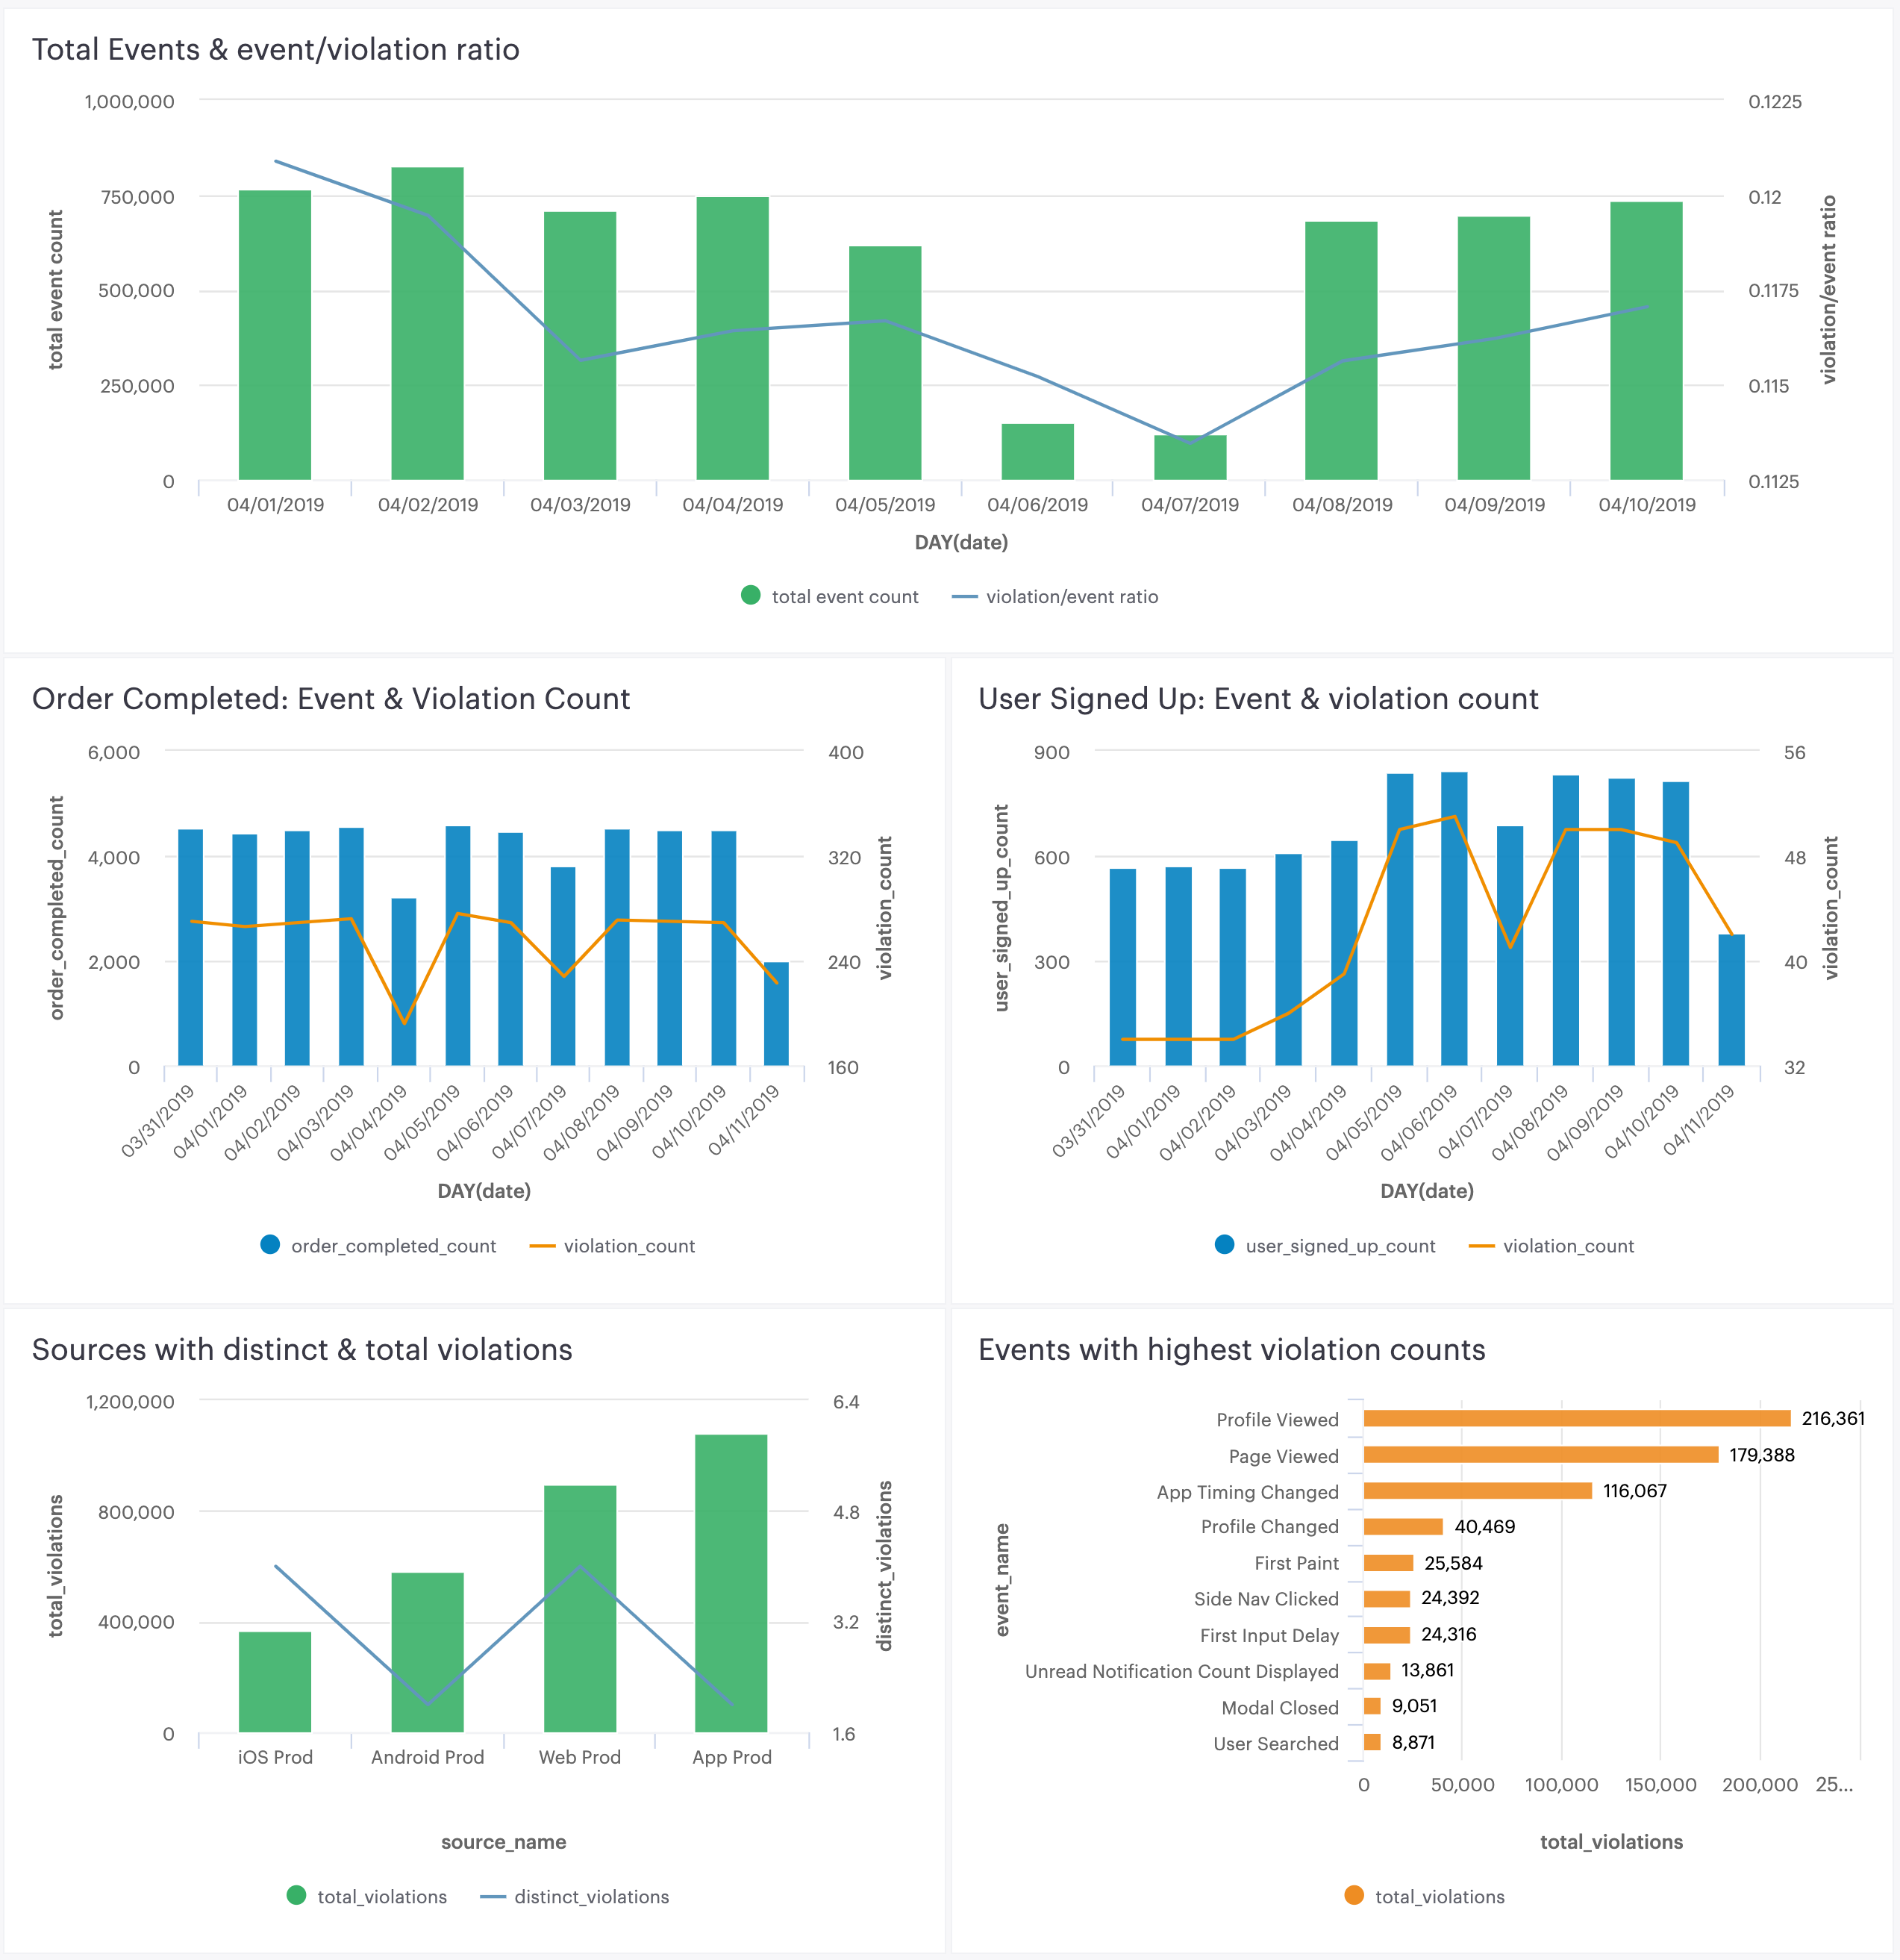 Total Events & event/violation ratio
1,000,000
750,000
500,000
250,000
0
total event count
0.1225
0.12
0.1175
0.115
0.1125
violation/event ratio
04/01/2019 04/02/2019 04/03/2019 04/04/2019 04/05/2019 04/06/2019 04/07/2019 04/08/2019 04/09/2019 04/10/2019
DAY(date)
total event count violation/event ratio
Order Completed: Event & Violation Count
6,000
4,000
2,000
0
order_completed_count
400
320
240
160
violation_count
03/31/2019 04/01/2019 04/02/2019 04/03/2019 04/04/2019 04/05/2019 04/06/2019 04/07/2019 04/08/2019 04/09/2019 04/10/2019 04/11/2019
DAY(date)
order_completed_count violation_count
User Signed Up: Event & violation count
900
600
300
0
user_signed_up_count
56
48
40
32
violation_count
03/31/2019 04/01/2019 04/02/2019 04/03/2019 04/04/2019 04/05/2019 04/06/2019 04/07/2019 04/08/2019 04/09/2019 04/10/2019 04/11/2019
DAY(date)
user_signed_up_count violation_count
Sources with distinct & total violations
1,200,000
800,000
400,000
0
total_violations
6.4
4.8
3.2
1.6
distinct_violations
iOS Prod Android Prod Web Prod App Prod
source_name
total_violations distinct_violations
Events with highest violation counts
event_name
Profile Viewed 216,361
Page Viewed 179,388
App Timing Changed 116,067
Profile Changed 40,469
First Paint 25,584
Side Nav Clicked 24,392
First Input Delay 24,316
Unread Notification Count Displayed 13,861
Modal Closed 9,051
User Searched 8,871
0 50,000 100,000 150,000 200,000 25...
total_violations
total_violations